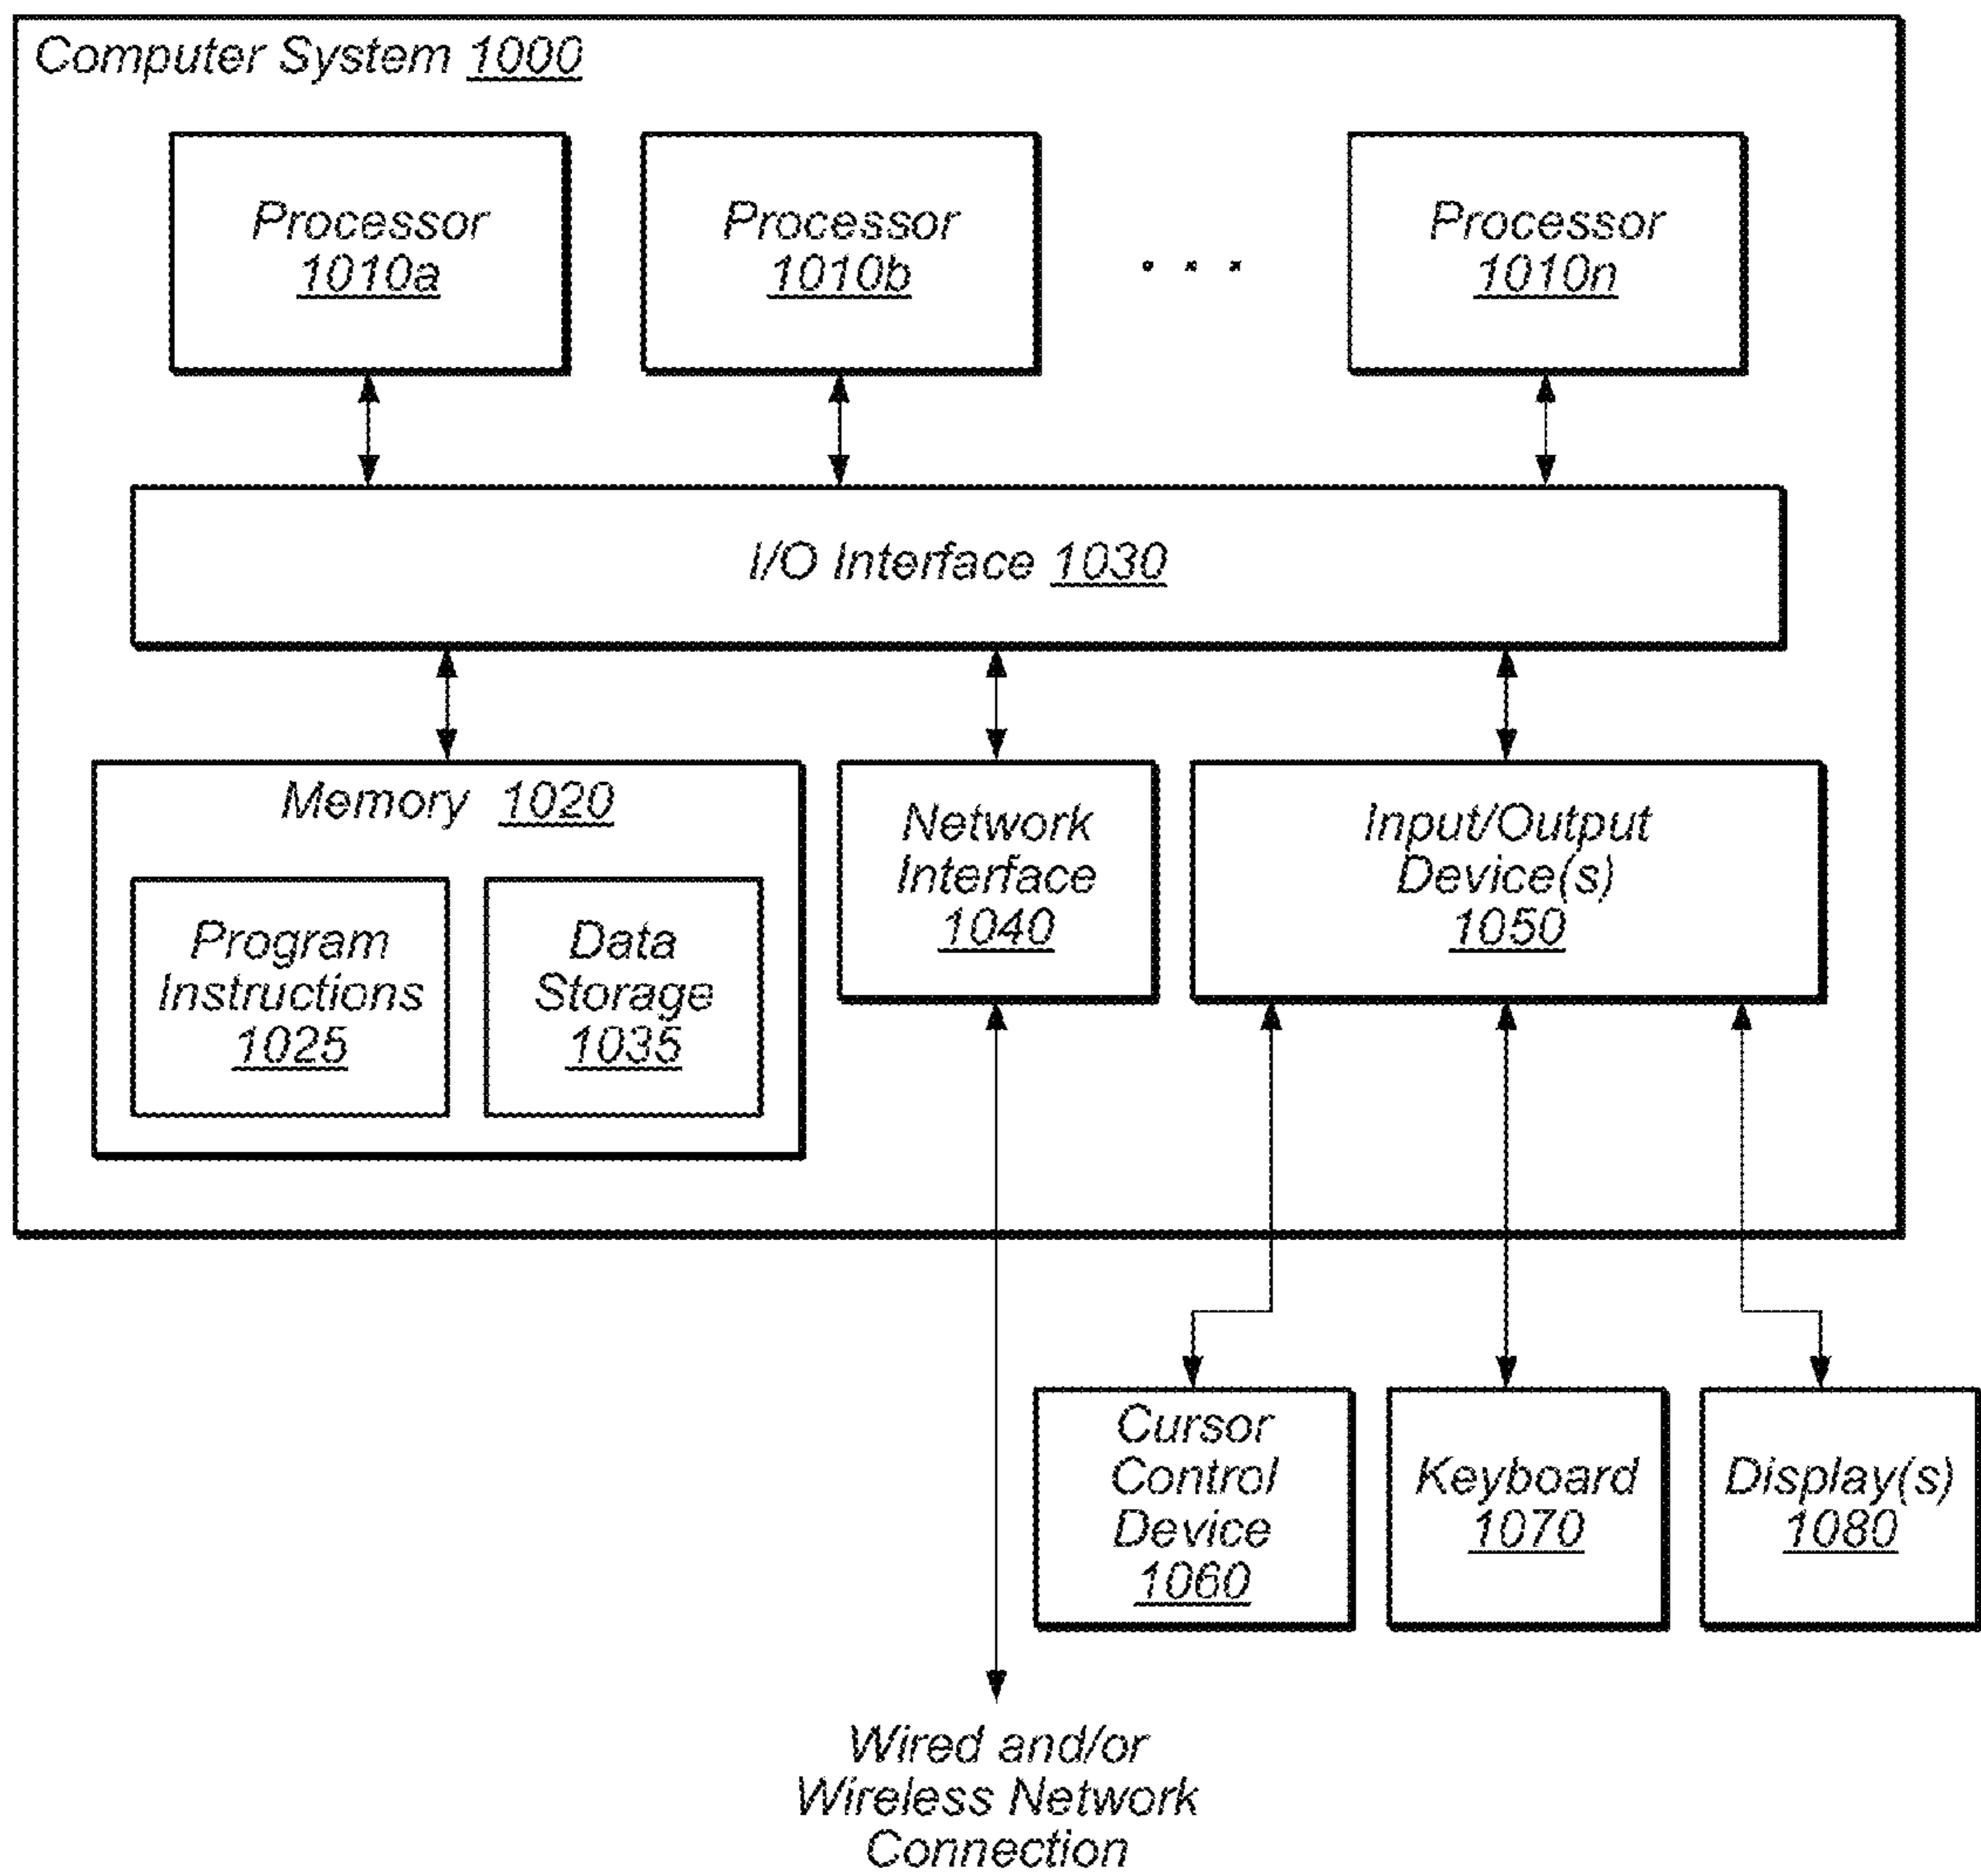 Computer System 1000
Processor
1010a
Processor
1010b
. . .
Processor
1010n
I/O Interface 1030
Memory 1020
Program
Instructions
1025
Data
Storage
1035
Network
Interface
1040
Input/Output
Device(s)
1050
Cursor
Control
Device
1060
Keyboard
1070
Display(s)
1080
Wired and/or
Wireless Network
Connection